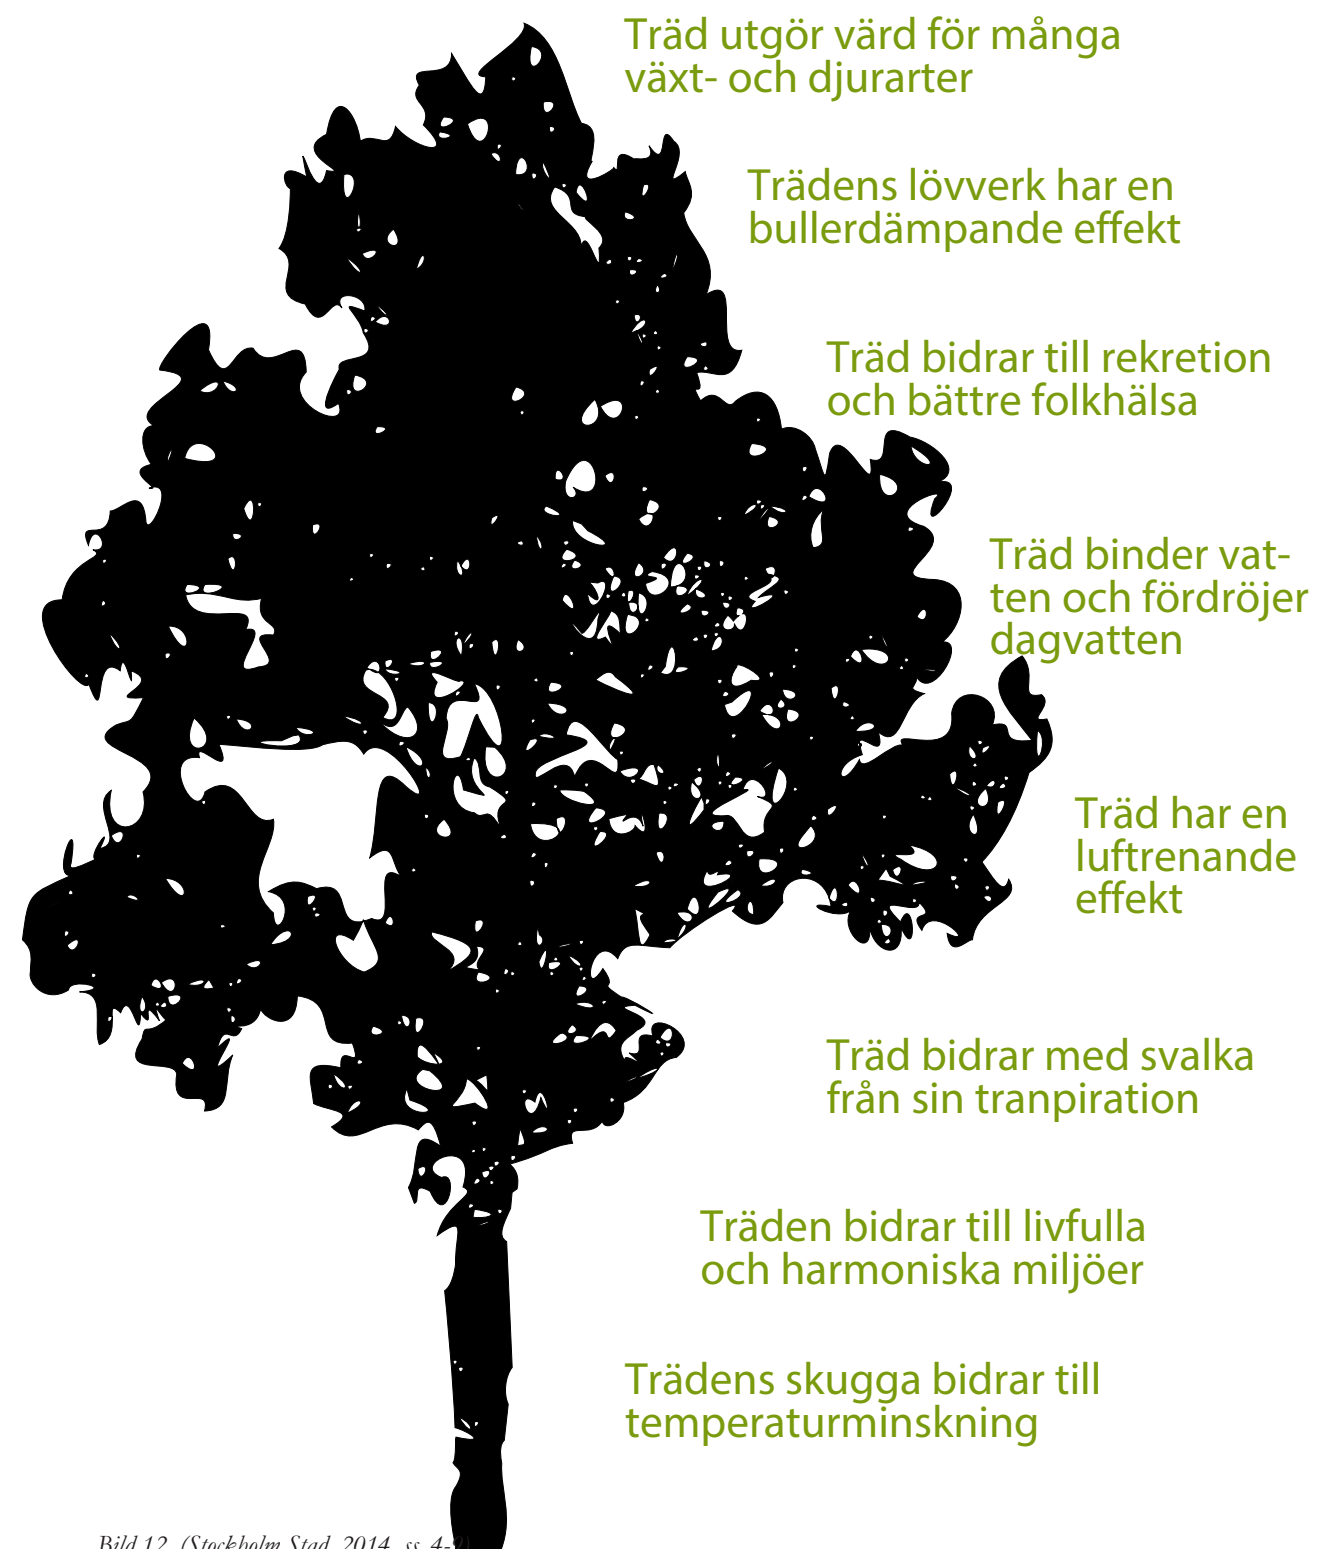 Träd utgör värd för många
växt- och djurarter
Trädens lövverk har en
bullerdämpande effekt
Träd bidrar till rekretion
och bättre folkhälsa
Träd binder vat-
ten och fördröjer
dagvatten
Träd har en
luftrenande
effekt
Träd bidrar med svalka
från sin tranpiration
Träden bidrar till livfulla
och harmoniska miljöer
Trädens skugga bidrar till
temperaturminskning
Bild 12. (Stockholm Stad, 2014, ss. 4-9)